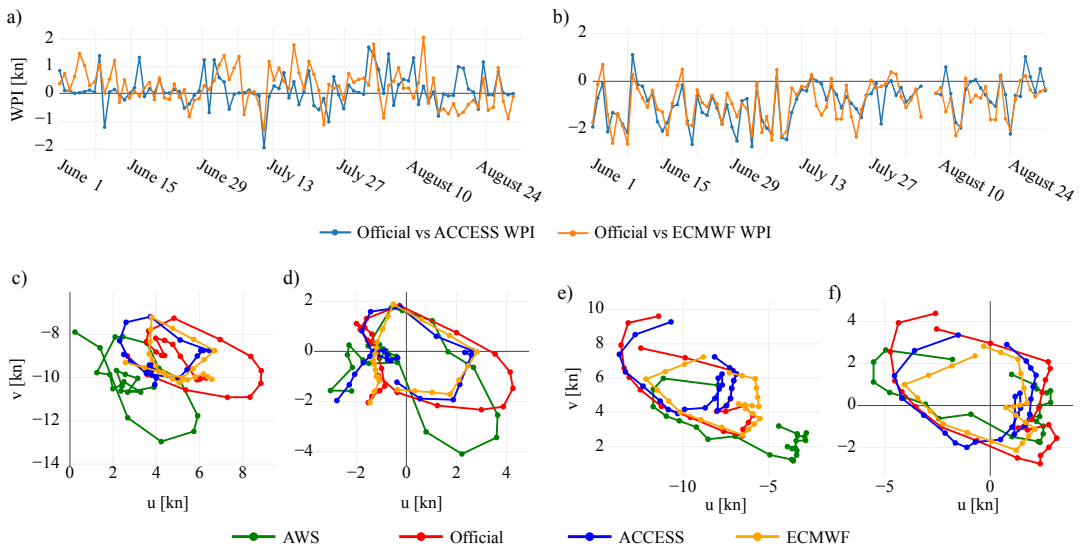 a)
b)
WPI [kn]
2
1
0
−1
−2
June 1
June 15
June 29
July 13
July 27
August 10
August 24
2
0
−2
June 1
June 15
June 29
July 13
July 27
August 10
August 24
Official vs ACCESS WPI
Official vs ECMWF WPI
c)
v [kn]
−8
−10
−12
−14
0
2
4
6
8
u [kn]
d)
2
0
−2
−4
−2
0
2
4
u [kn]
e)
v [kn]
10
8
6
4
2
−10
−5
u [kn]
f)
4
2
0
−2
−5
0
u [kn]
AWS
Official
ACCESS
ECMWF